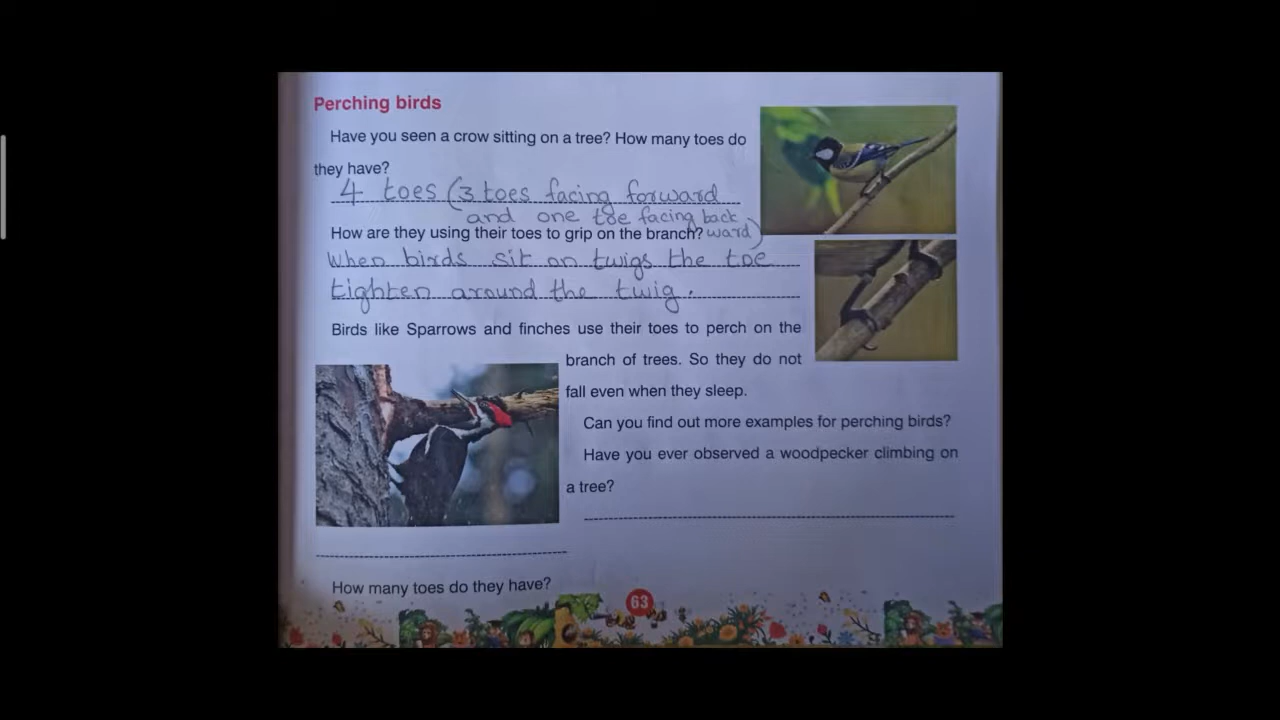 Perching birds
Have you seen a crow sitting on a tree? How many toes do
they have?
4 toes (3 toes facing forward
and one toe facing back
How are they using their toes to grip on the branch? ward)
When birds sit on twigs the toe
tighten around the twig.
Birds like Sparrows and finches use their toes to perch on the
branch of trees. So they do not
fall even when they sleep.
Can you find out more examples for perching birds?
Have you ever observed a woodpecker climbing on
a tree?
How many toes do they have?
63